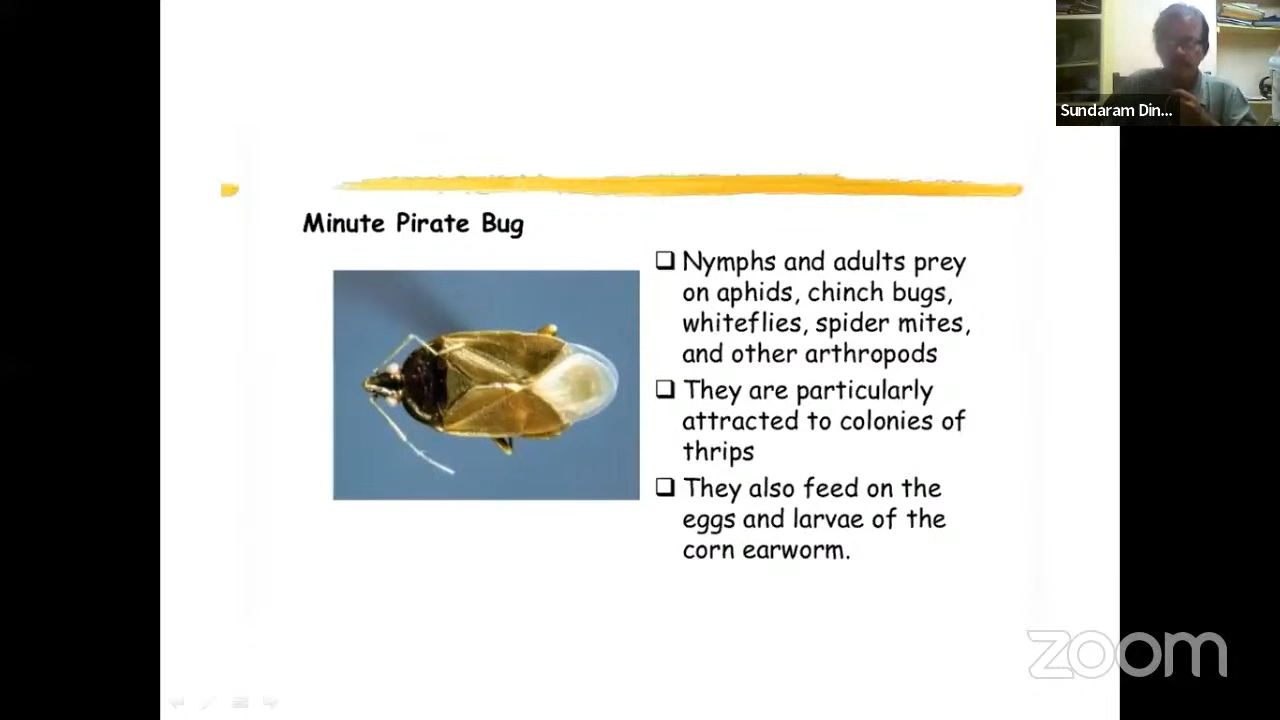 Sundaram Din...
Minute Pirate Bug
❑ Nymphs and adults prey
on aphids, chinch bugs,
whiteflies, spider mites,
and other arthropods
❑ They are particularly
attracted to colonies of
thrips
❑ They also feed on the
eggs and larvae of the
corn earworm.
zoom